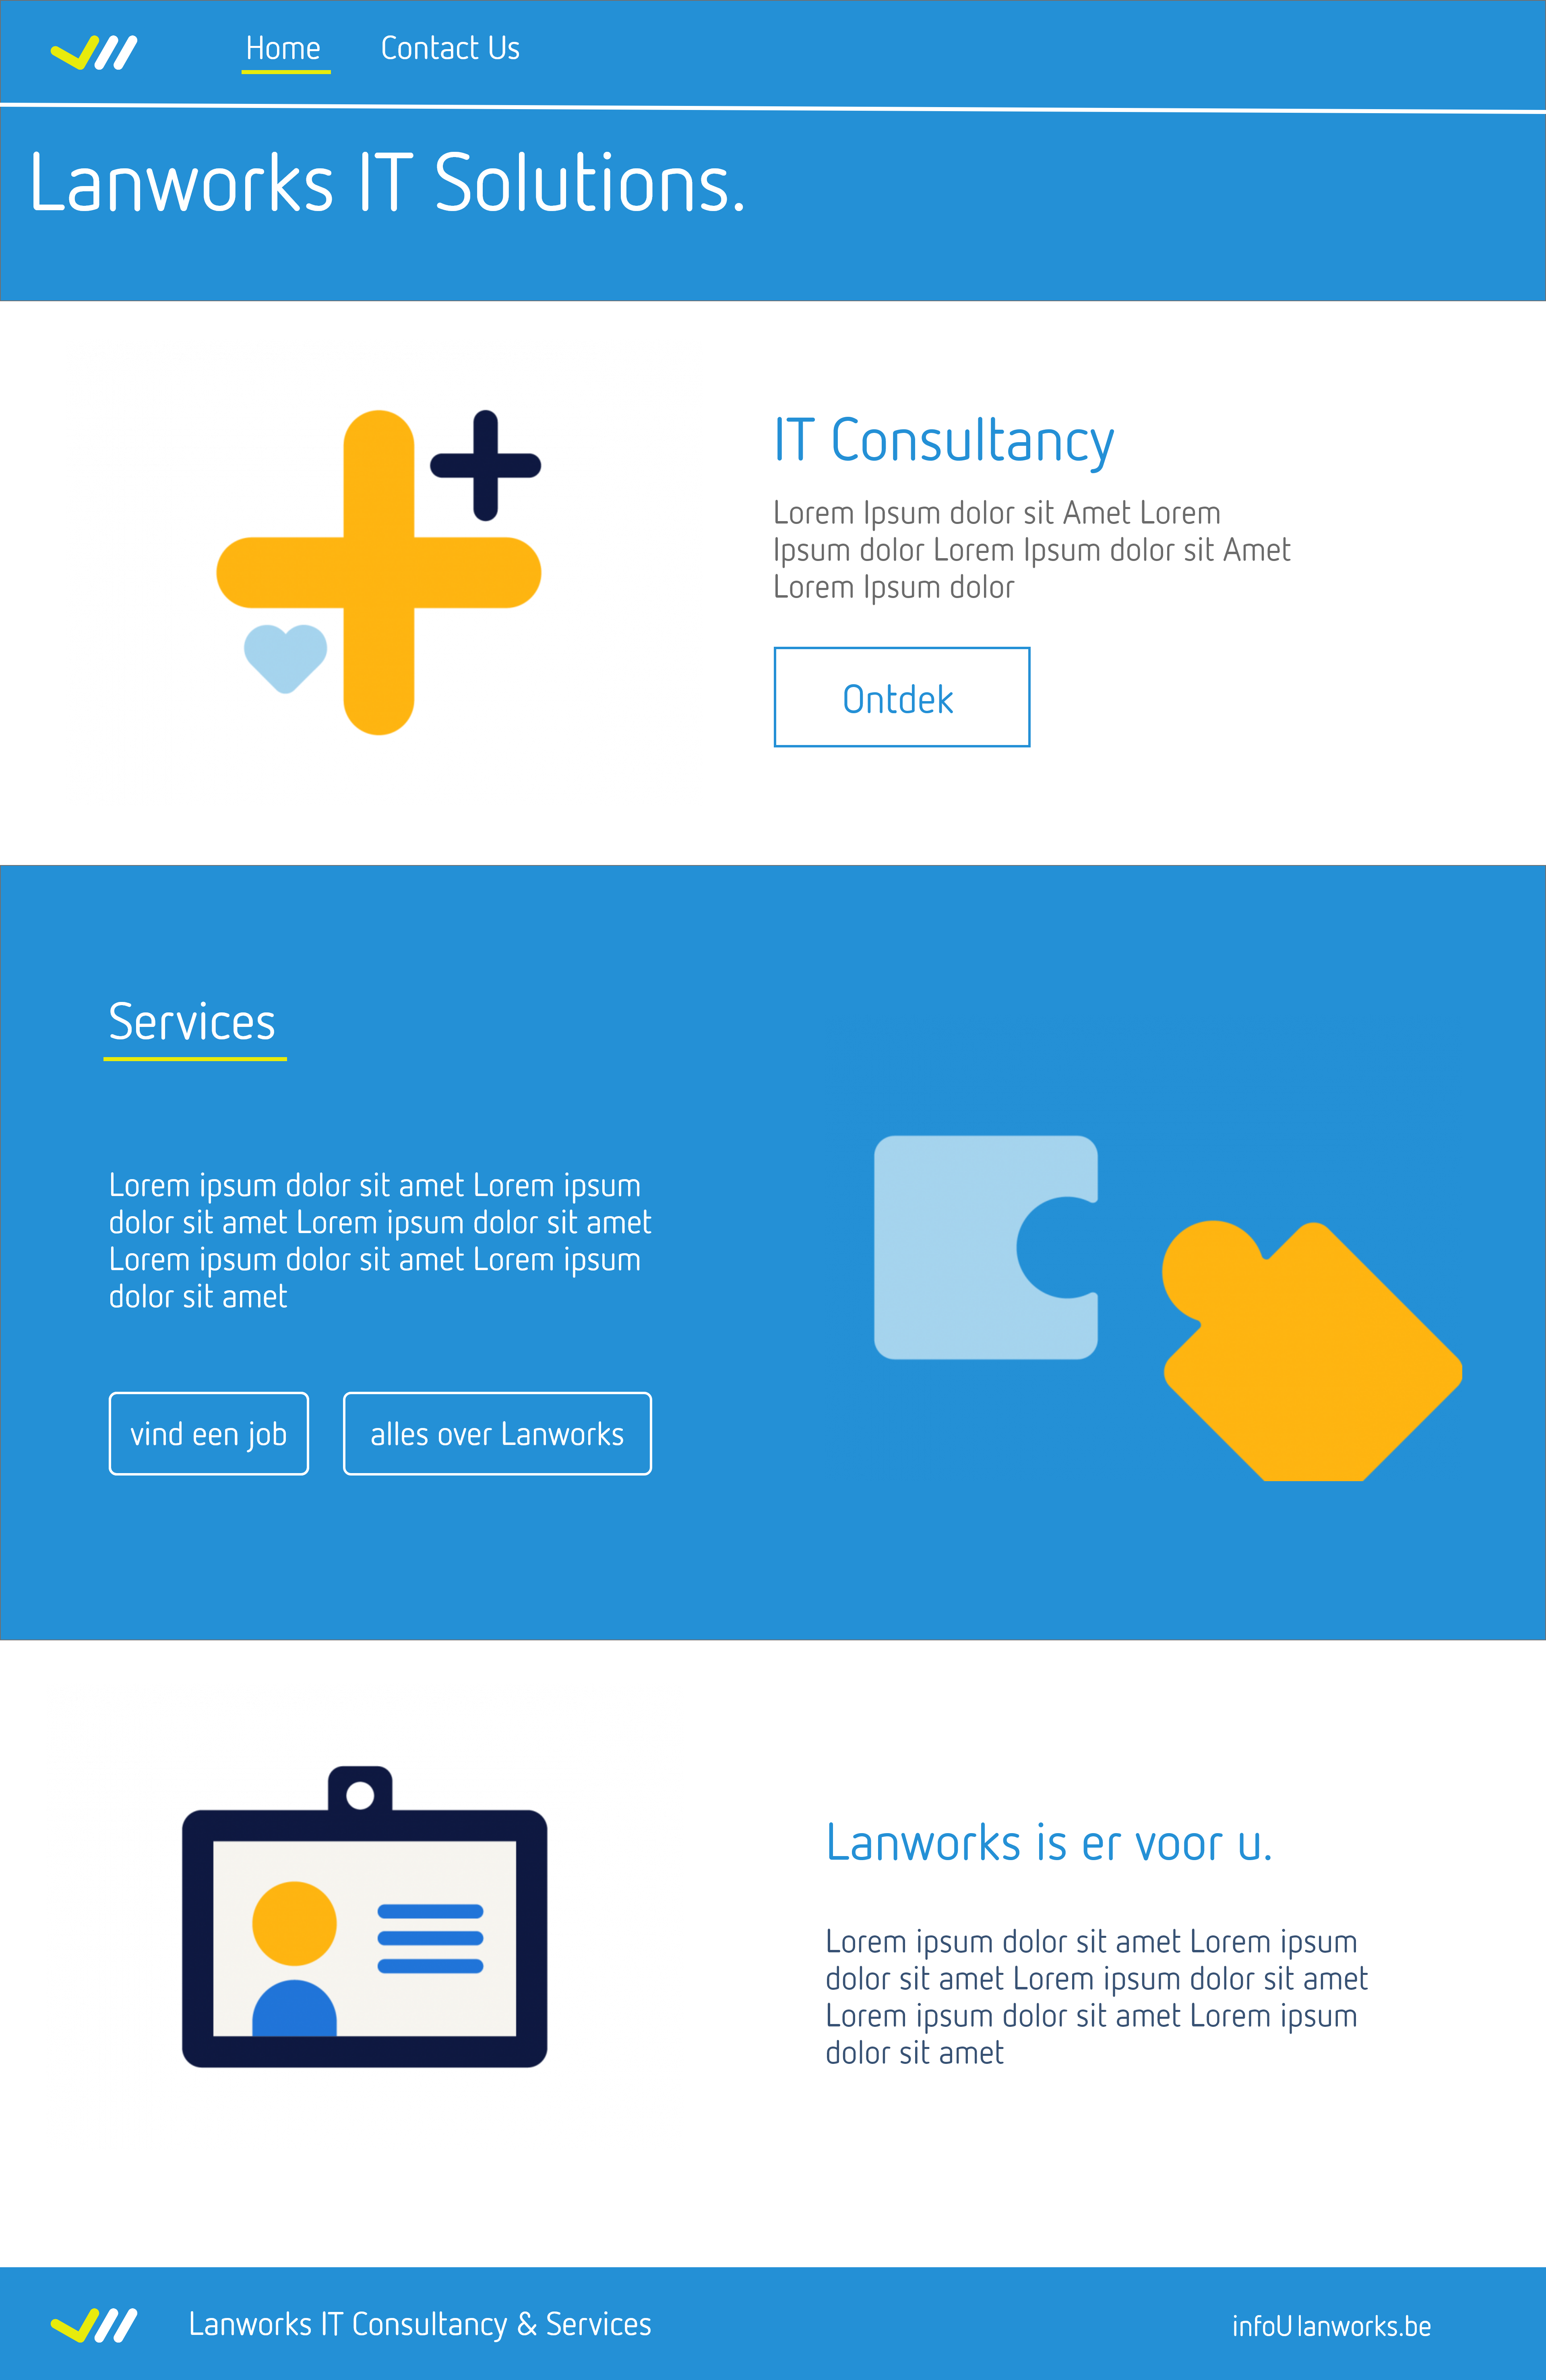 Home
Contact Us
Lanworks IT Solutions.
IT Consultancy
Lorem Ipsum dolor sit Amet Lorem
Ipsum dolor Lorem Ipsum dolor sit Amet
Lorem Ipsum dolor
Ontdek
Services
Lorem ipsum dolor sit amet Lorem ipsum
dolor sit amet Lorem ipsum dolor sit amet
Lorem ipsum dolor sit amet Lorem ipsum
dolor sit amet
vind een job
alles over Lanworks
Lanworks is er voor u.
Lorem ipsum dolor sit amet Lorem ipsum
dolor sit amet Lorem ipsum dolor sit amet
Lorem ipsum dolor sit amet Lorem ipsum
dolor sit amet
Lanworks IT Consultancy & Services
infoUlanworks.be